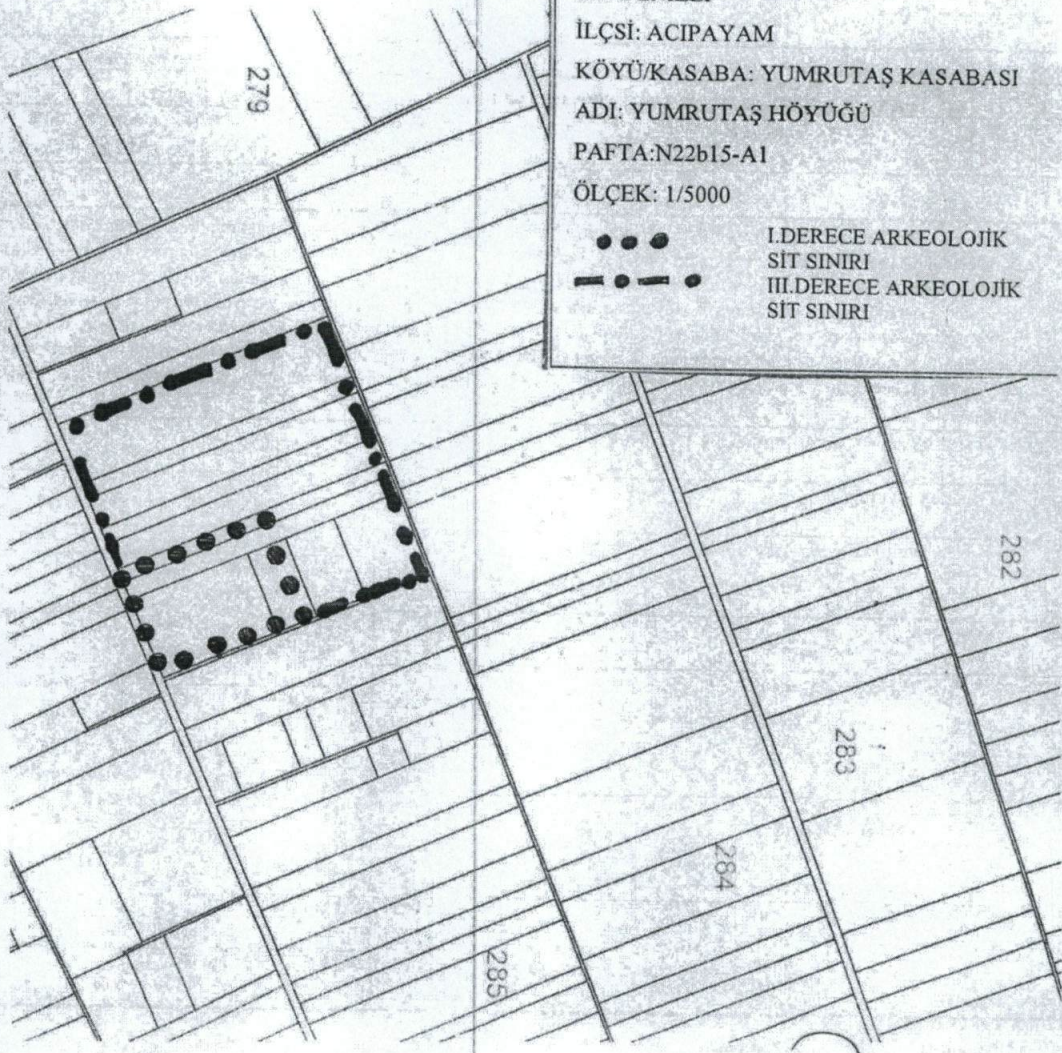 İLÇSİ: ACIPAYAM
KÖYÜ/KASABA: YUMRUTAŞ KASABASI
ADI: YUMRUTAŞ HÖYÜĞÜ
PAFTA:N22b15-A1
ÖLÇEK: 1/5000
I.DERECE ARKEOLOJİK
SİT SINIRI
III.DERECE ARKEOLOJİK
SİT SINIRI
279
282
283
284
285